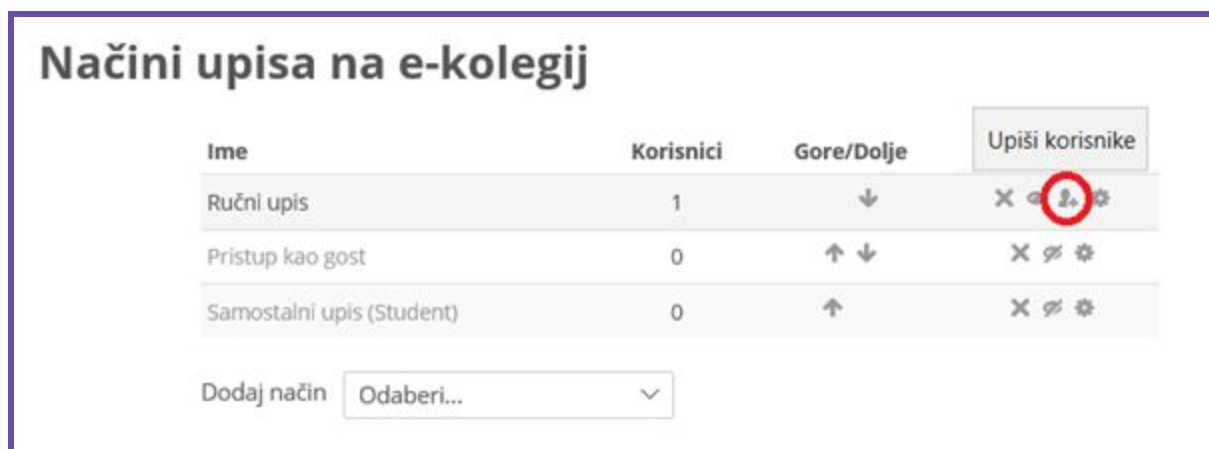 Načini upisa na e-kolegij
Upiši korisnike
Ime Korisnici Gore/Dolje
Ručni upis 1
Pristup kao gost 0
Samostalni upis (Student) 0
Dodaj način Odaberi...